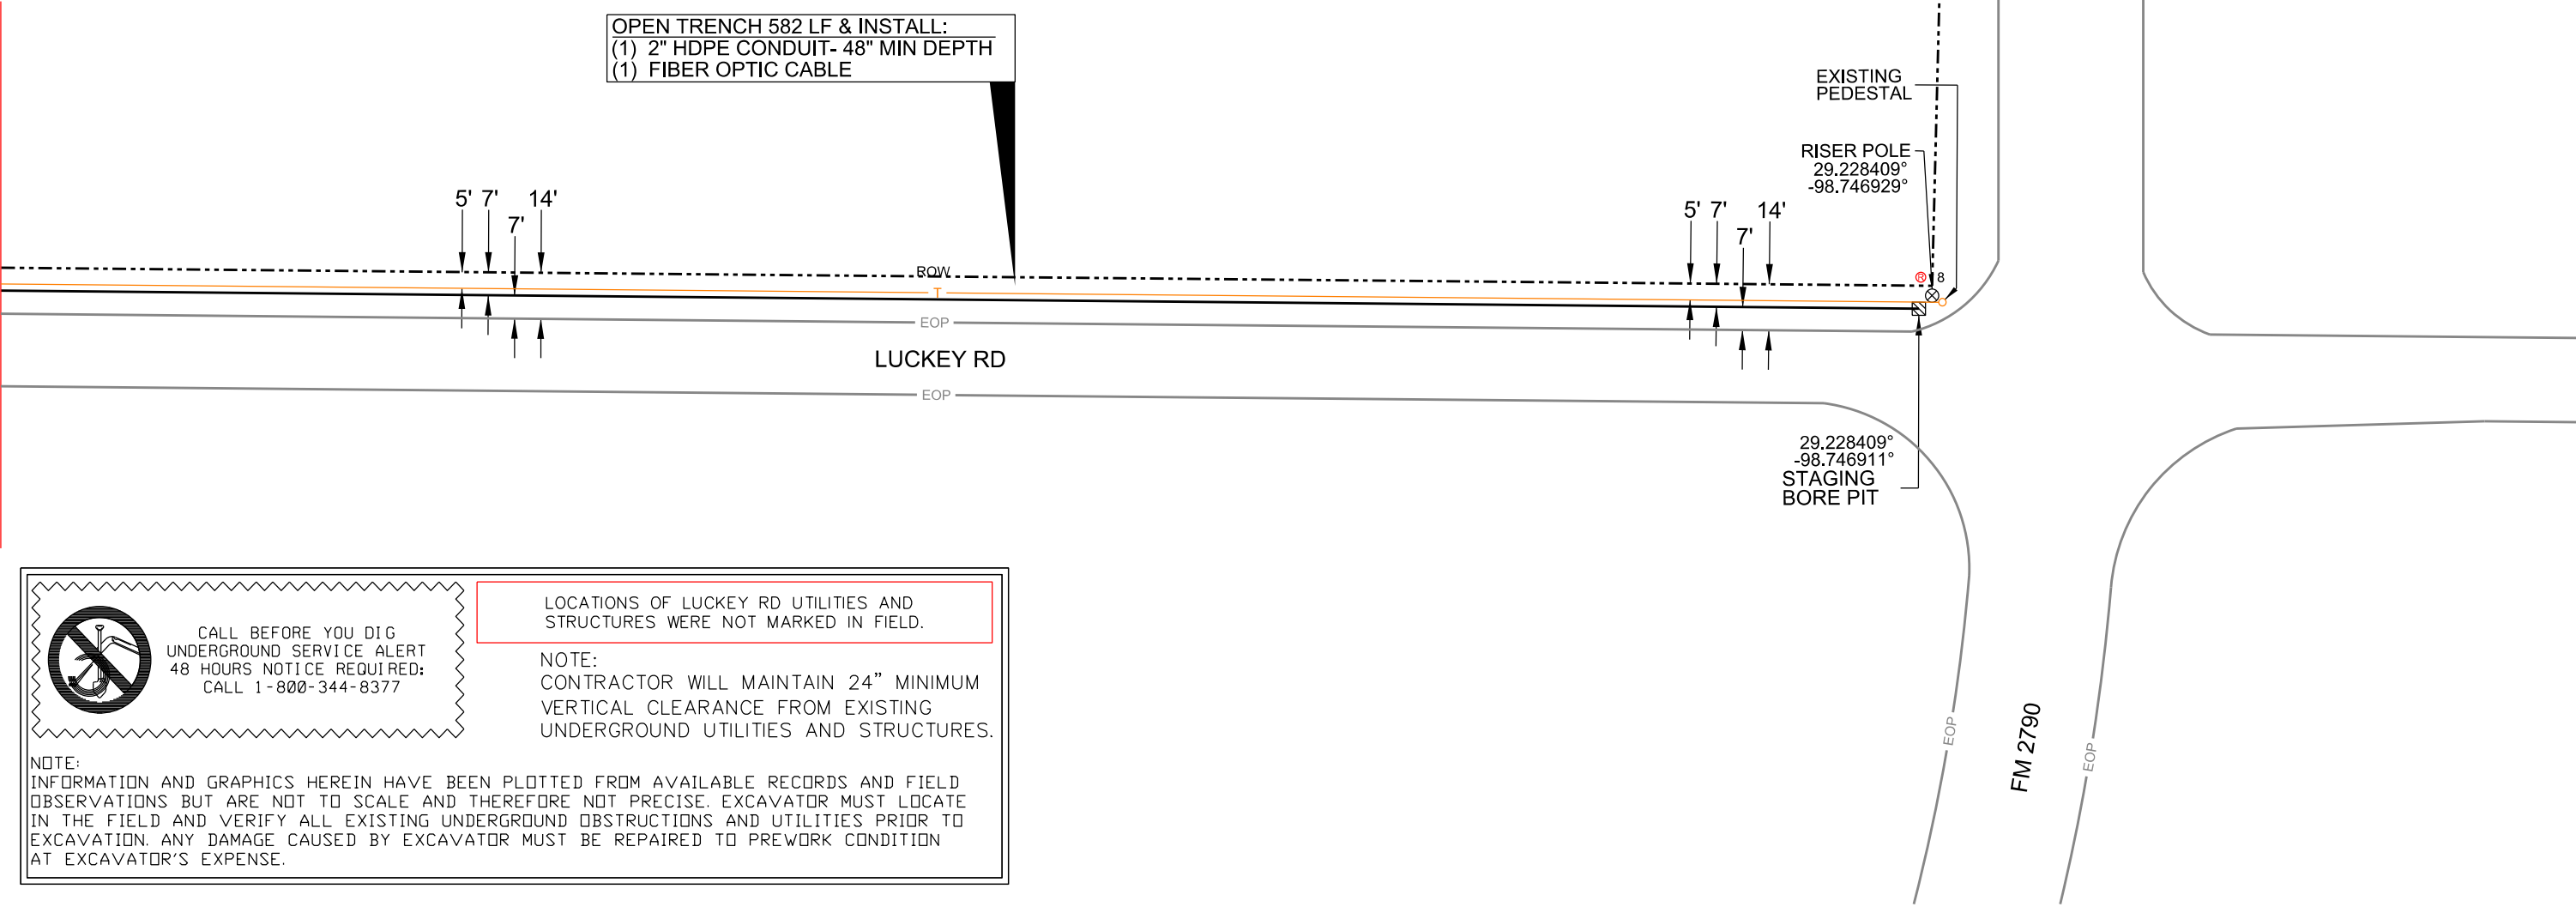 OPEN TRENCH 582 LF & INSTALL:
(1) 2" HDPE CONDUIT- 48" MIN DEPTH
(1) FIBER OPTIC CABLE
EXISTING
PEDESTAL
RISER POLE
29.228409°
-98.746929°
5' 7' 14'
7'
5' 7' 14'
7'
ROW
R 8
T
EOP
LUCKEY RD
EOP
29.228409°
-98.746911°
STAGING
BORE PIT
EOP
FM 2790
EOP
CALL BEFORE YOU DIG
UNDERGROUND SERVICE ALERT
48 HOURS NOTICE REQUIRED:
CALL 1-800-344-8377
LOCATIONS OF LUCKEY RD UTILITIES AND
STRUCTURES WERE NOT MARKED IN FIELD.
NOTE:
CONTRACTOR WILL MAINTAIN 24” MINIMUM
VERTICAL CLEARANCE FROM EXISTING
UNDERGROUND UTILITIES AND STRUCTURES.
NOTE:
INFORMATION AND GRAPHICS HEREIN HAVE BEEN PLOTTED FROM AVAILABLE RECORDS AND FIELD
OBSERVATIONS BUT ARE NOT TO SCALE AND THEREFORE NOT PRECISE. EXCAVATOR MUST LOCATE
IN THE FIELD AND VERIFY ALL EXISTING UNDERGROUND OBSTRUCTIONS AND UTILITIES PRIOR TO
EXCAVATION. ANY DAMAGE CAUSED BY EXCAVATOR MUST BE REPAIRED TO PREWORK CONDITION
AT EXCAVATOR'S EXPENSE.